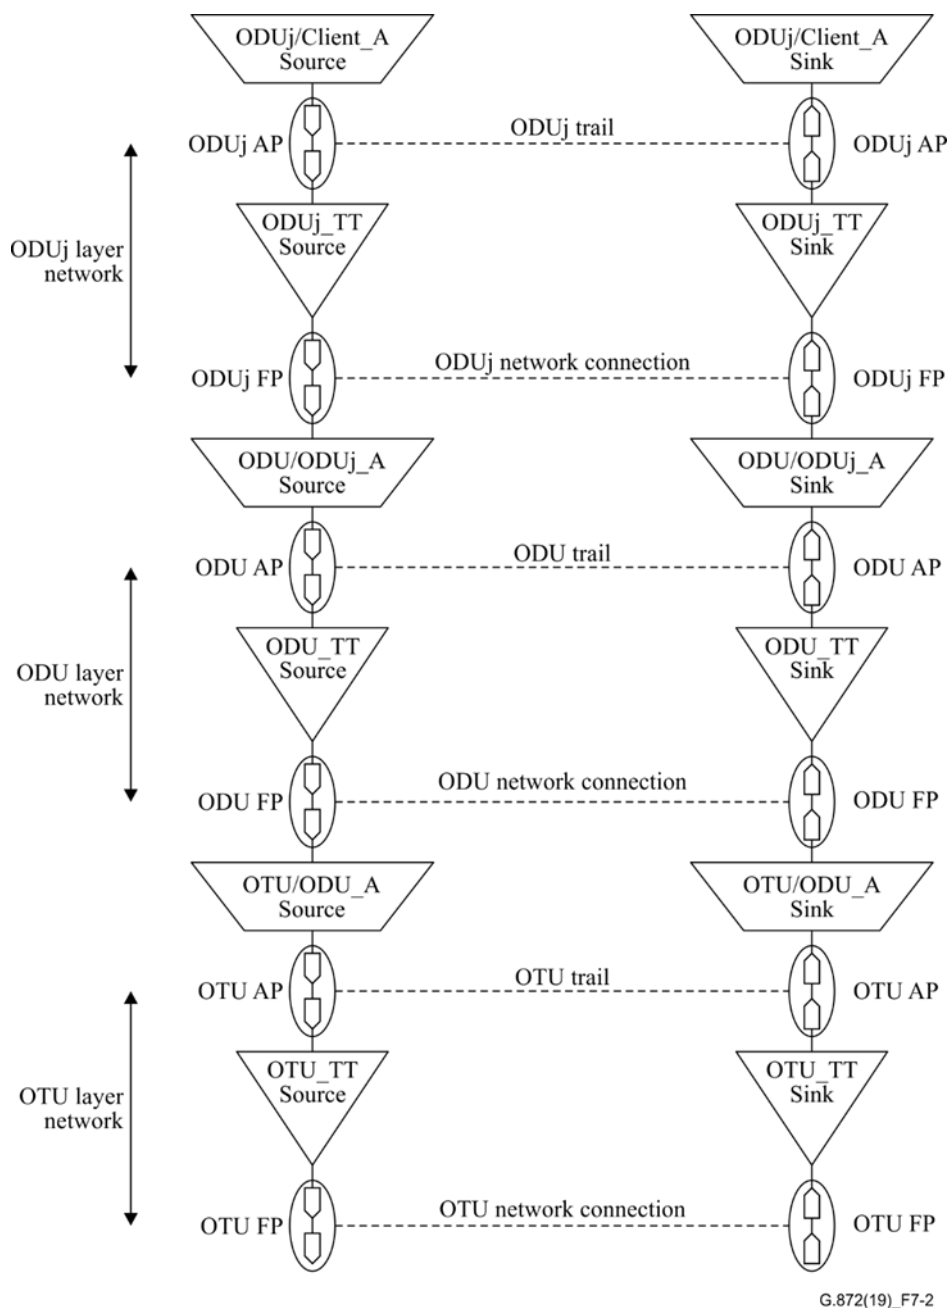 ODUj/Client_A
Source
ODUj/Client_A
Sink
ODUj AP
ODUj trail
ODUj AP
ODUj_TT
Source
ODUj_TT
Sink
ODUj layer
network
ODUj FP
ODUj network connection
ODUj FP
ODU/ODUj_A
Source
ODU/ODUj_A
Sink
ODU AP
ODU trail
ODU AP
ODU_TT
Source
ODU_TT
Sink
ODU layer
network
ODU FP
ODU network connection
ODU FP
OTU/ODU_A
Source
OTU/ODU_A
Sink
OTU AP
OTU trail
OTU AP
OTU_TT
Source
OTU_TT
Sink
OTU layer
network
OTU FP
OTU network connection
OTU FP
G.872(19)_F7-2